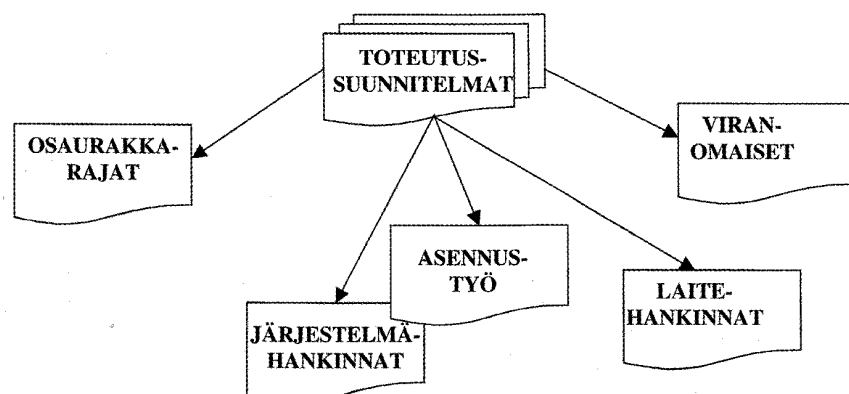 TOTEUTUS-
SUUNNITELMAT
OSAURAKKA-
RAJAT
VIRAN-
OMAISET
ASENNUS-
TYÖ
LAITE-
HANKINNAT
JÄRJESTELMÄ-
HANKINNAT